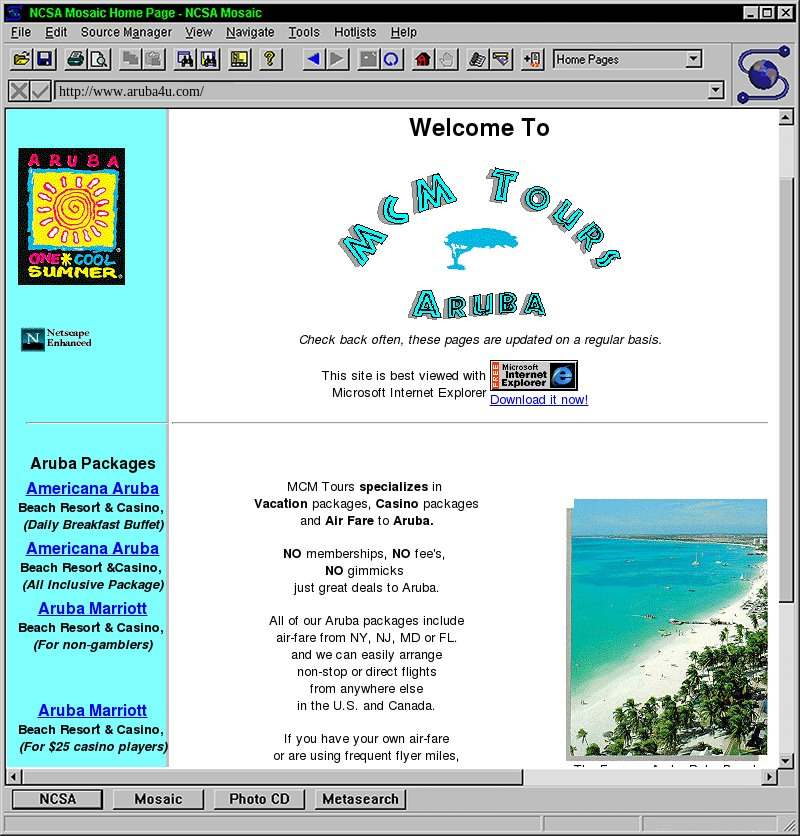 NCSA Mosaic Home Page - NCSA Mosaic
File Edit Source Manager View Navigate Tools Hotlists Help
Home Pages
http://www.aruba4u.com/
ARUBA
ONE COOL
SUMMER
Netscape
Enhanced
Welcome To
MCM TOURS
ARUBA
Check back often, these pages are updated on a regular basis.
This site is best viewed with
Microsoft Internet Explorer
FREE Microsoft Internet Explorer
Download it now!
Aruba Packages
Americana Aruba
Beach Resort & Casino,
(Daily Breakfast Buffet)
Americana Aruba
Beach Resort &Casino,
(All Inclusive Package)
Aruba Marriott
Beach Resort & Casino,
(For non-gamblers)
Aruba Marriott
Beach Resort & Casino,
(For $25 casino players)
MCM Tours specializes in
Vacation packages, Casino packages
and Air Fare to Aruba.
NO memberships, NO fee's,
NO gimmicks
just great deals to Aruba.
All of our Aruba packages include
air-fare from NY, NJ, MD or FL.
and we can easily arrange
non-stop or direct flights
from anywhere else
in the U.S. and Canada.
If you have your own air-fare
or are using frequent flyer miles,
NCSA Mosaic Photo CD Metasearch